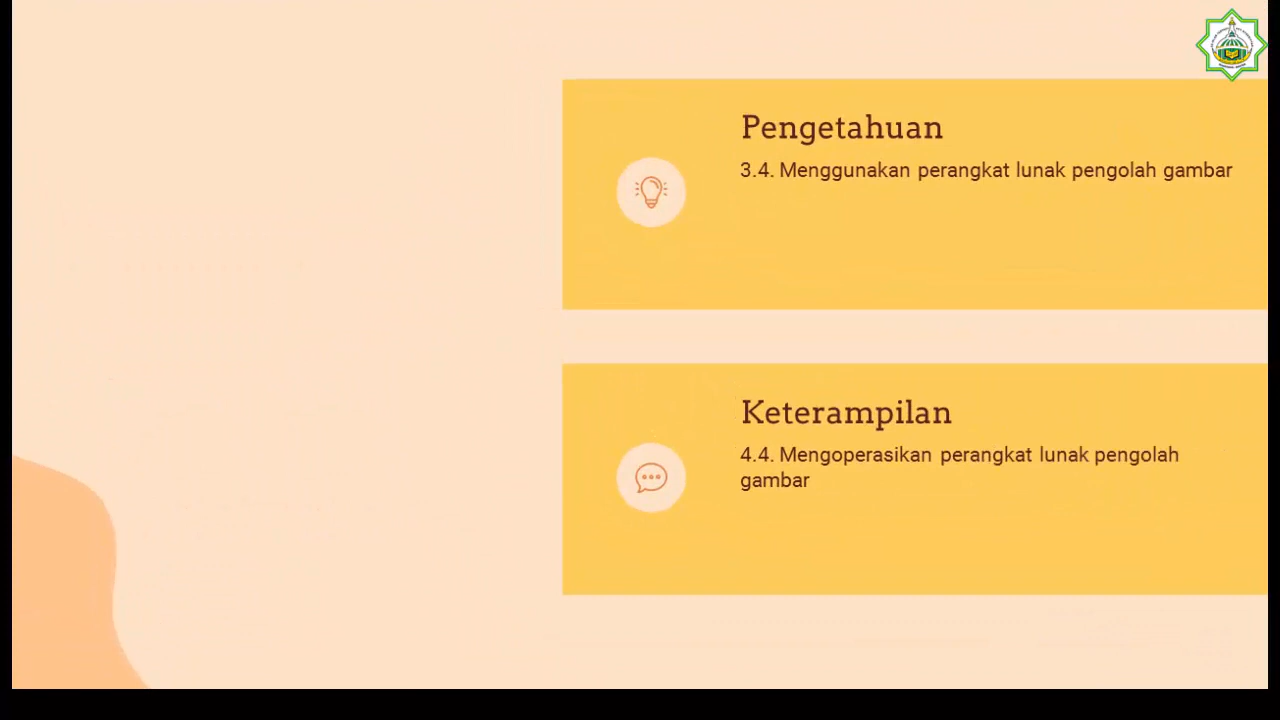 Pengetahuan
3.4. Menggunakan perangkat lunak pengolah gambar
Keterampilan
4.4. Mengoperasikan perangkat lunak pengolah
gambar